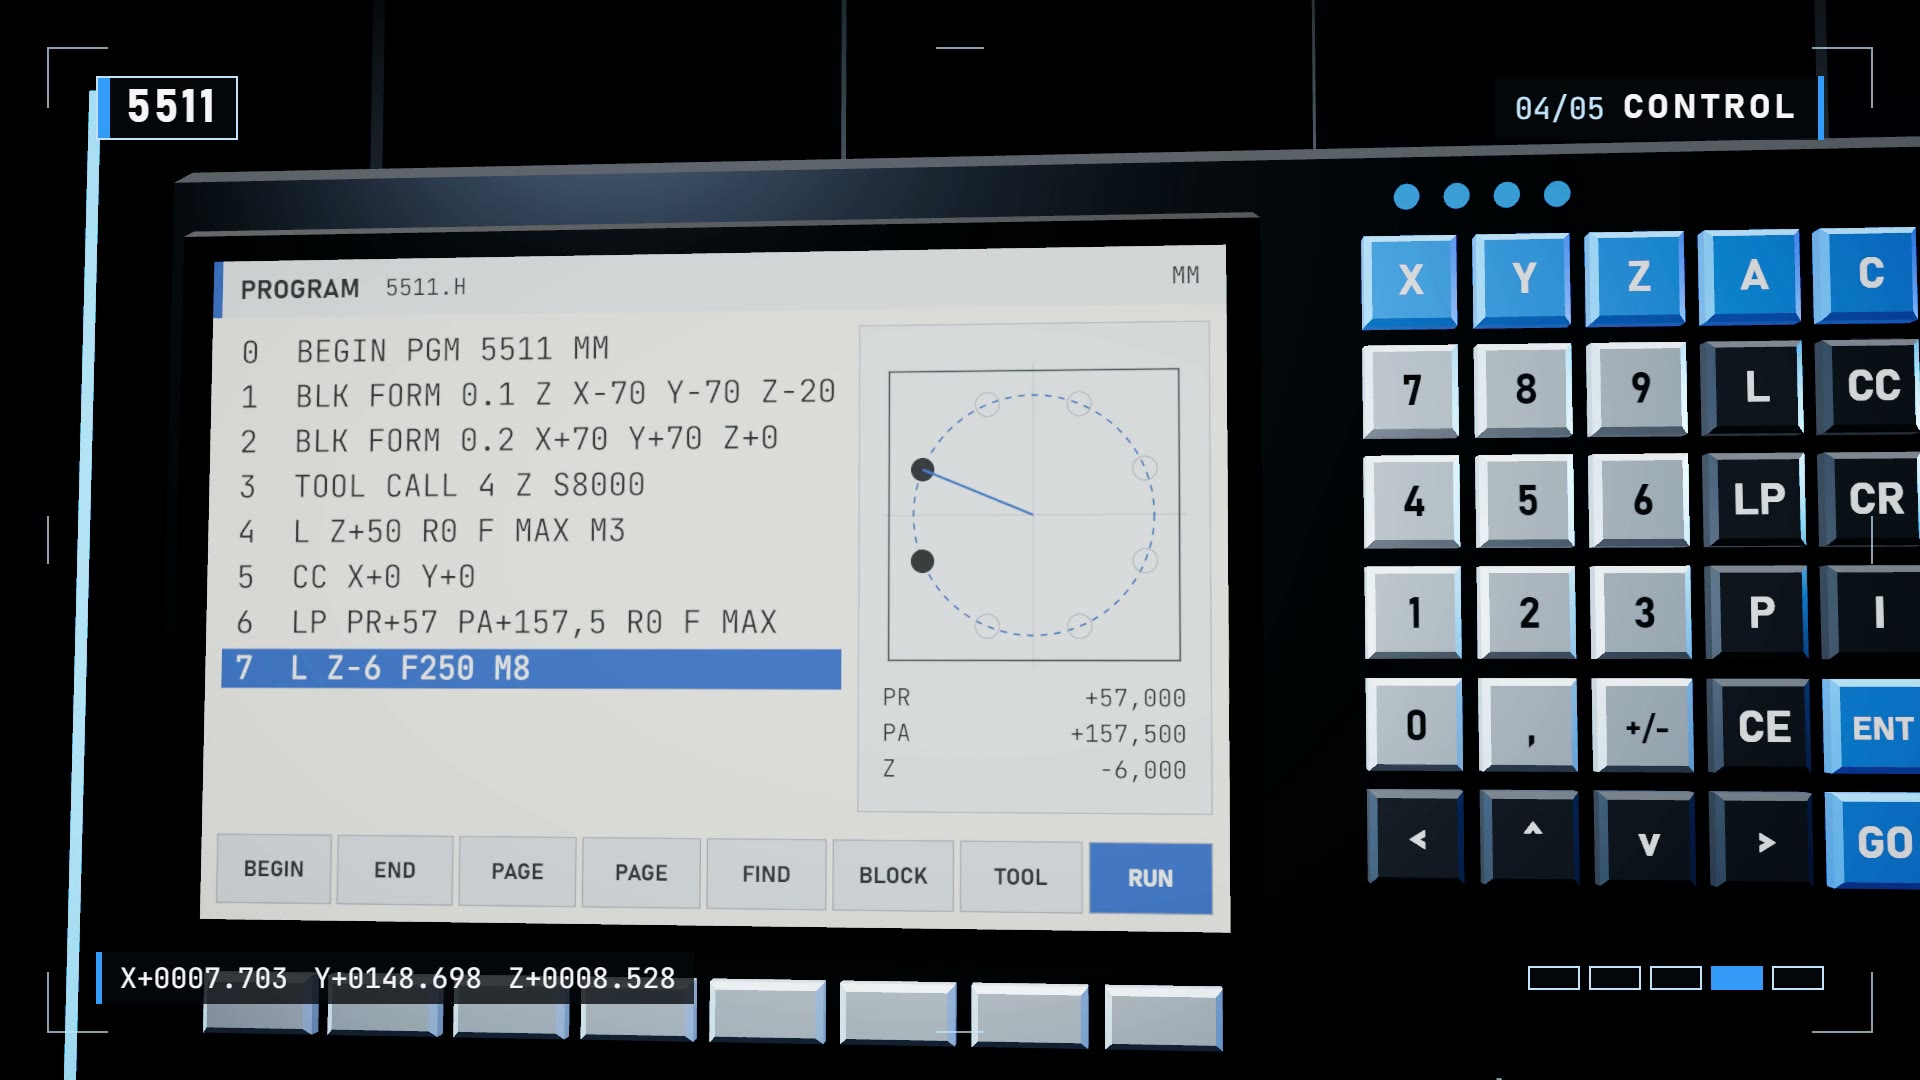 5511
04/05 CONTROL
PROGRAM 5511.H MM
0 BEGIN PGM 5511 MM
1 BLK FORM 0.1 Z X-70 Y-70 Z-20
2 BLK FORM 0.2 X+70 Y+70 Z+0
3 TOOL CALL 4 Z S8000
4 L Z+50 R0 F MAX M3
5 CC X+0 Y+0
6 LP PR+57 PA+157,5 R0 F MAX
7 L Z-6 F250 M8
PR +57,000
PA +157,500
Z -6,000
BEGIN END PAGE PAGE FIND BLOCK TOOL RUN
X Y Z A C
7 8 9 L CC
4 5 6 LP CR
1 2 3 P I
0 , +/- CE ENT
< ^ v > GO
X+0007.703 Y+0148.698 Z+0008.528